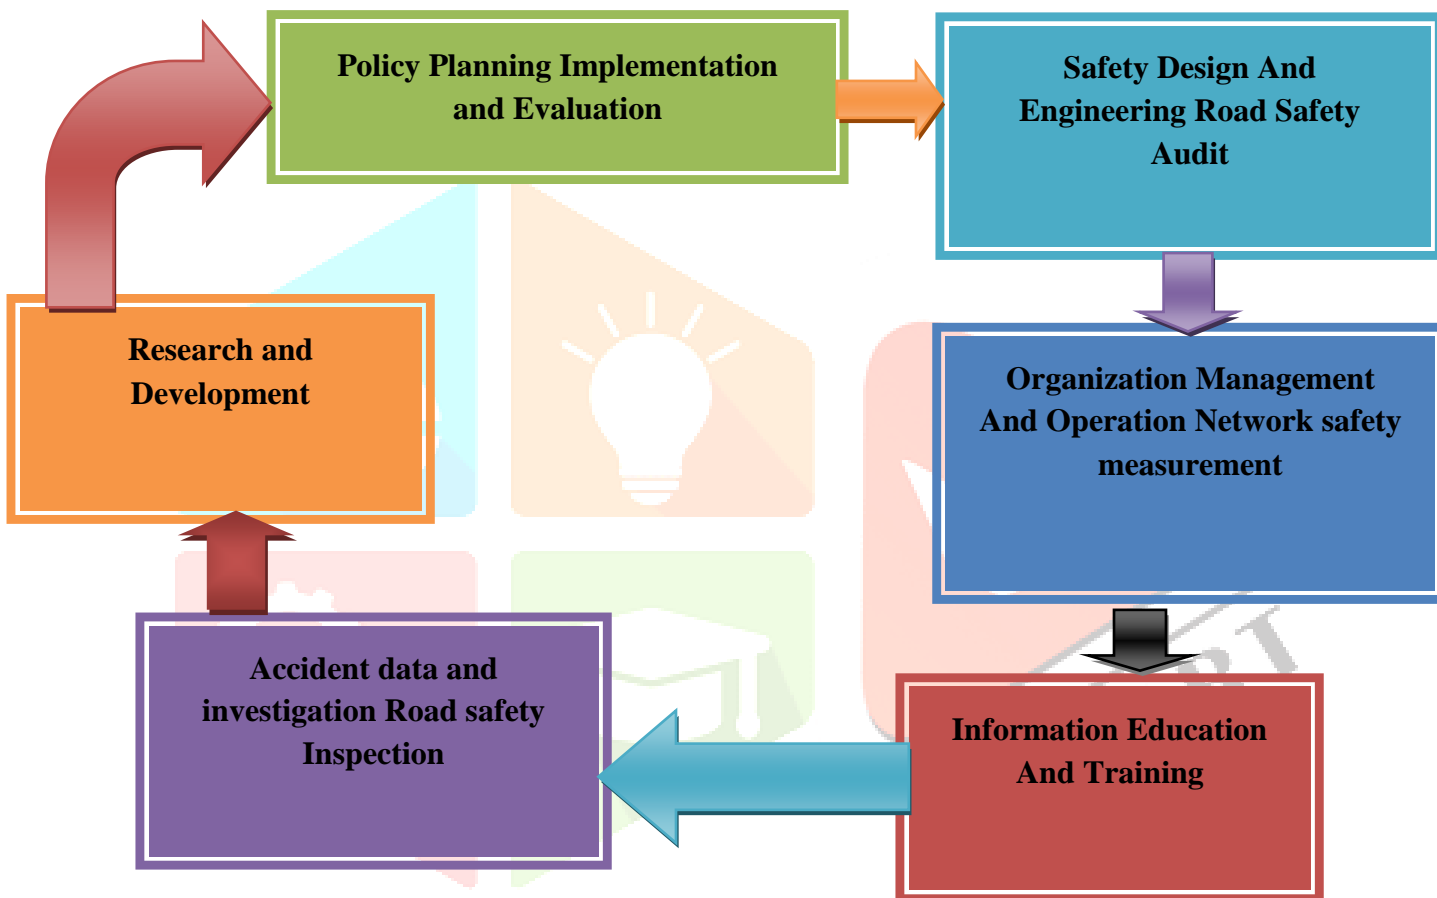 Policy Planning Implementation
and Evaluation
Safety Design And
Engineering Road Safety
Audit
Organization Management
And Operation Network safety
measurement
Information Education
And Training
Accident data and
investigation Road safety
Inspection
Research and
Development